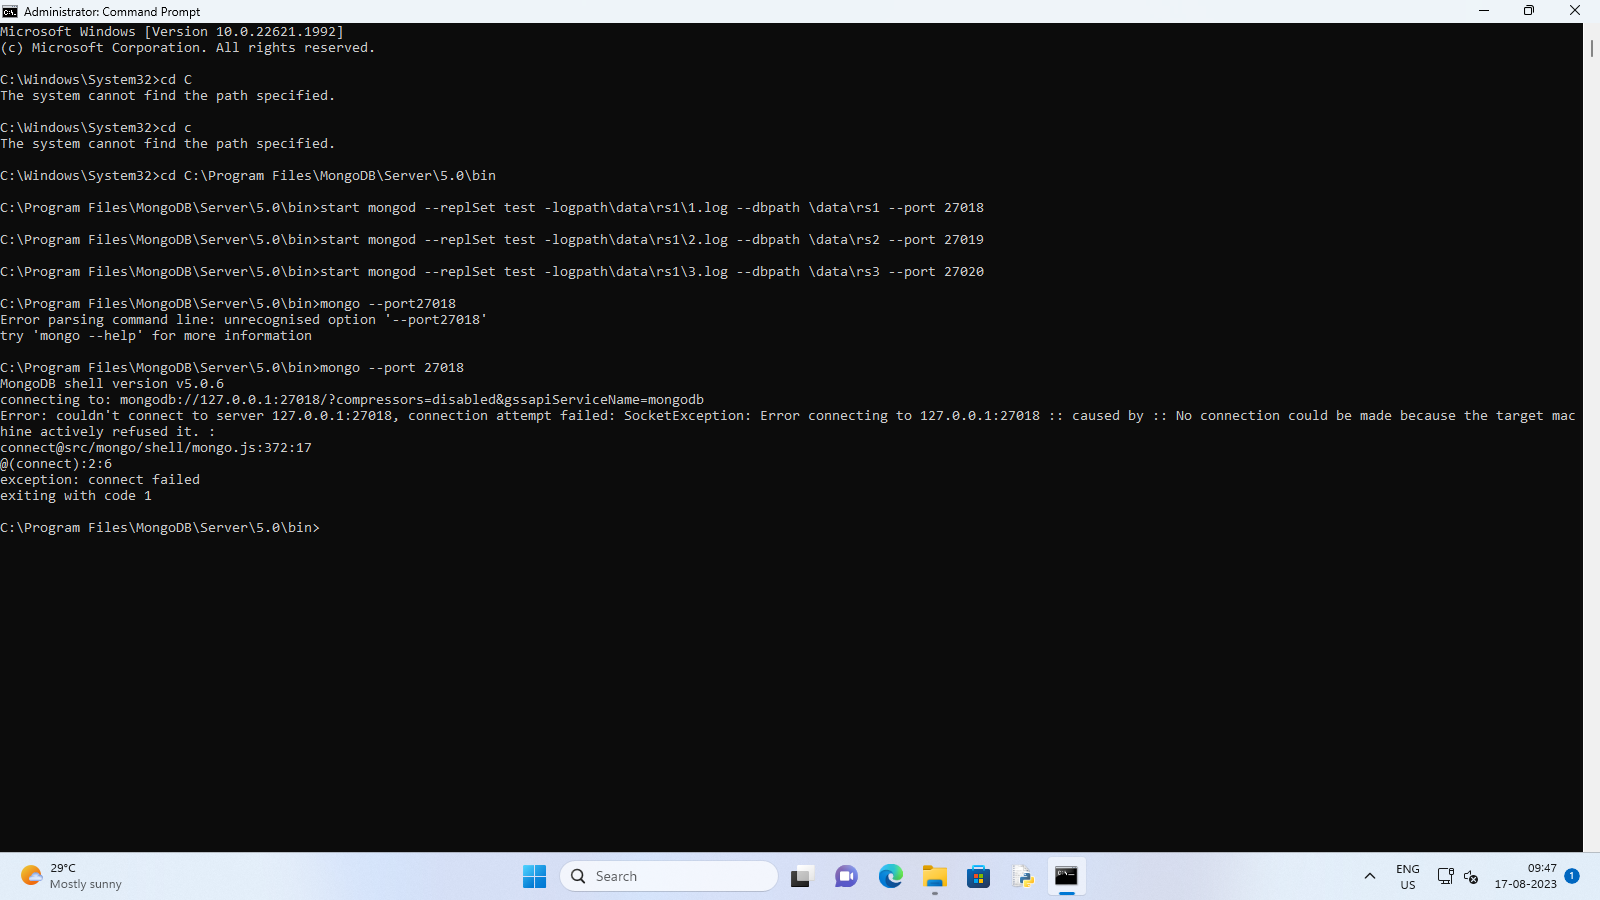 Administrator: Command Prompt
Microsoft Windows [Version 10.0.22621.1992]
(c) Microsoft Corporation. All rights reserved.
C:\Windows\System32>cd C
The system cannot find the path specified.
C:\Windows\System32>cd c
The system cannot find the path specified.
C:\Windows\System32>cd C:\Program Files\MongoDB\Server\5.0\bin
C:\Program Files\MongoDB\Server\5.0\bin>start mongod --replSet test -logpath\data\rs1\1.log --dbpath \data\rs1 --port 27018
C:\Program Files\MongoDB\Server\5.0\bin>start mongod --replSet test -logpath\data\rs1\2.log --dbpath \data\rs2 --port 27019
C:\Program Files\MongoDB\Server\5.0\bin>start mongod --replSet test -logpath\data\rs1\3.log --dbpath \data\rs3 --port 27020
C:\Program Files\MongoDB\Server\5.0\bin>mongo --port27018
Error parsing command line: unrecognised option '--port27018'
try 'mongo --help' for more information
C:\Program Files\MongoDB\Server\5.0\bin>mongo --port 27018
MongoDB shell version v5.0.6
connecting to: mongodb://127.0.0.1:27018/?compressors=disabled&gssapiServiceName=mongodb
Error: couldn't connect to server 127.0.0.1:27018, connection attempt failed: SocketException: Error connecting to 127.0.0.1:27018 :: caused by :: No connection could be made because the target mac
hine actively refused it. :
connect@src/mongo/shell/mongo.js:372:17
@(connect):2:6
exception: connect failed
exiting with code 1
C:\Program Files\MongoDB\Server\5.0\bin>
29°C
Mostly sunny
Search
ENG
US
09:47
17-08-2023
1